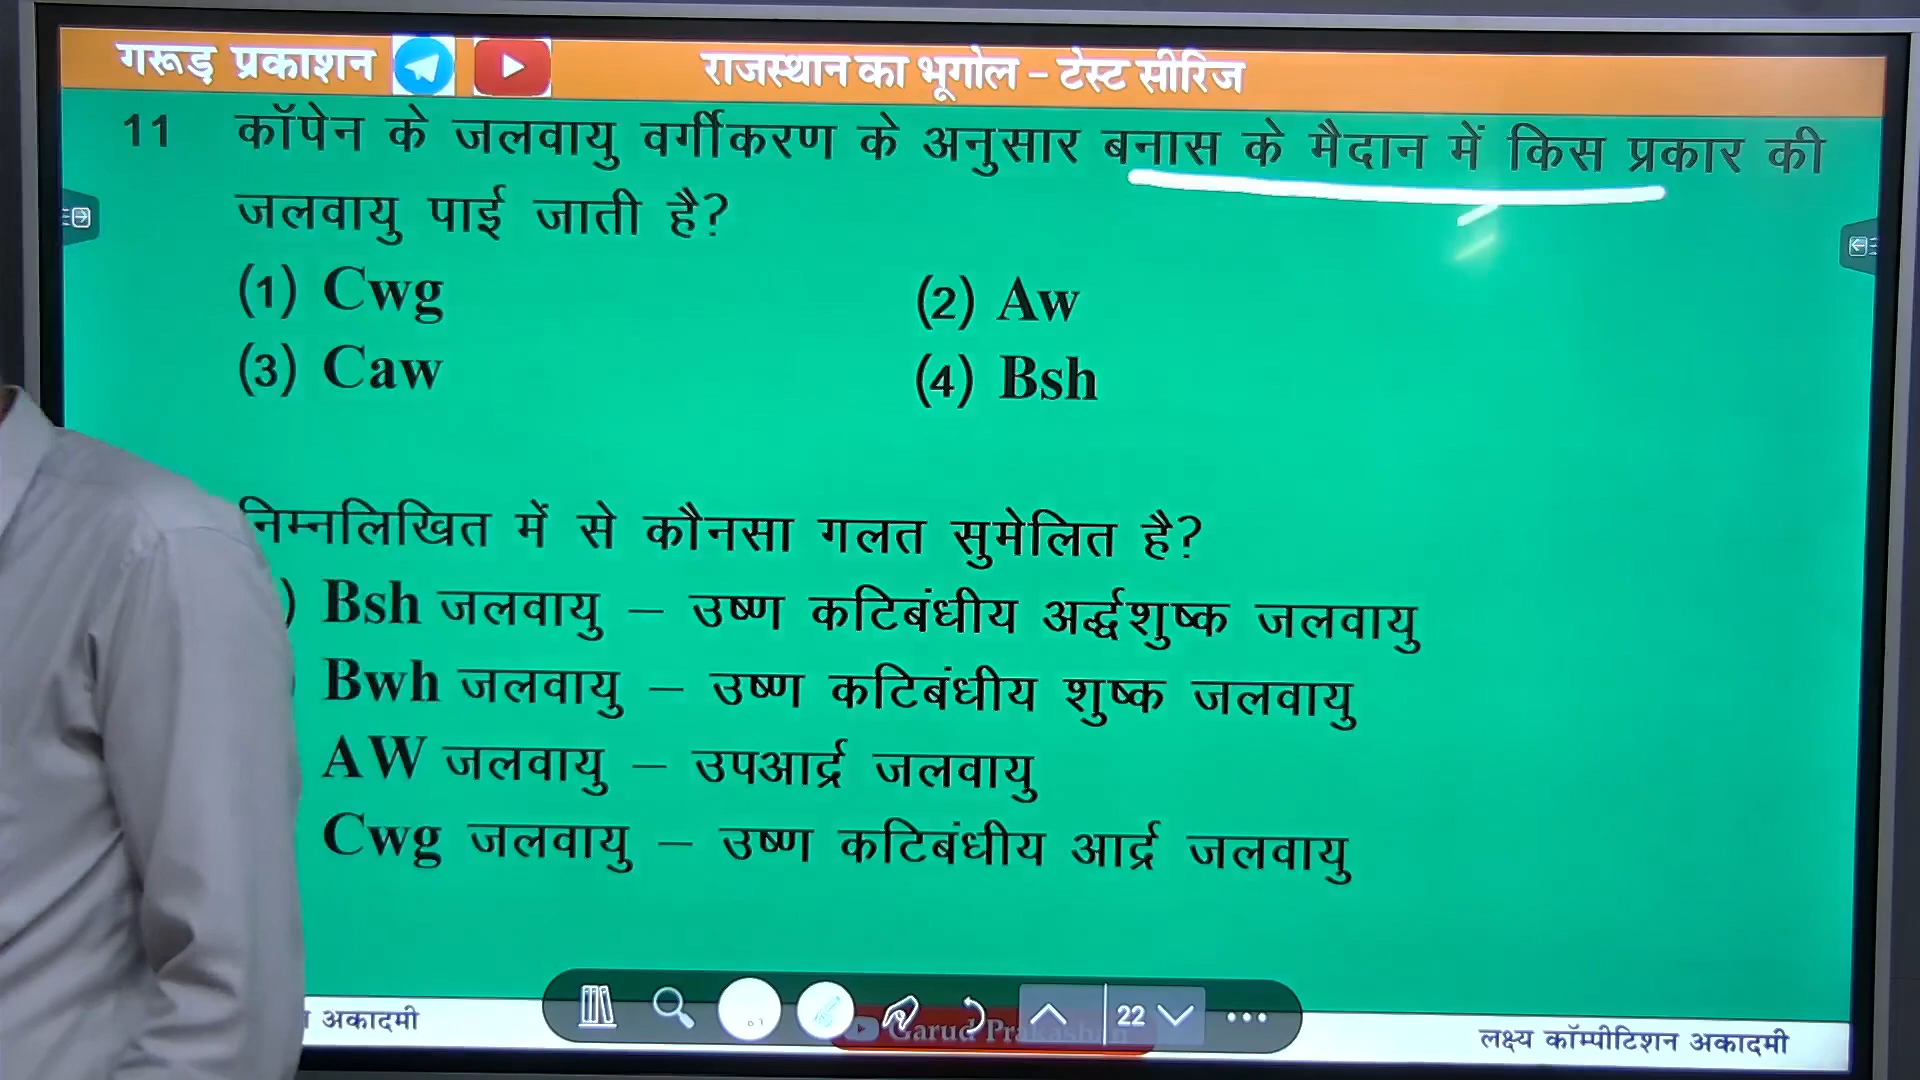 गरूड़ प्रकाशन
राजस्थान का भूगोल – टेस्ट सीरिज
11 कॉपेन के जलवायु वर्गीकरण के अनुसार बनास के मैदान में किस प्रकार की
जलवायु पाई जाती है?
(1) Cwg (2) Aw
(3) Caw (4) Bsh
निम्नलिखित में से कौनसा गलत सुमेलित है?
) Bsh जलवायु – उष्ण कटिबंधीय अर्द्धशुष्क जलवायु
Bwh जलवायु – उष्ण कटिबंधीय शुष्क जलवायु
AW जलवायु – उपआर्द्र जलवायु
Cwg जलवायु – उष्ण कटिबंधीय आर्द्र जलवायु
अकादमी
22
Garud Prakashan
लक्ष्य कॉम्पीटिशन अकादमी